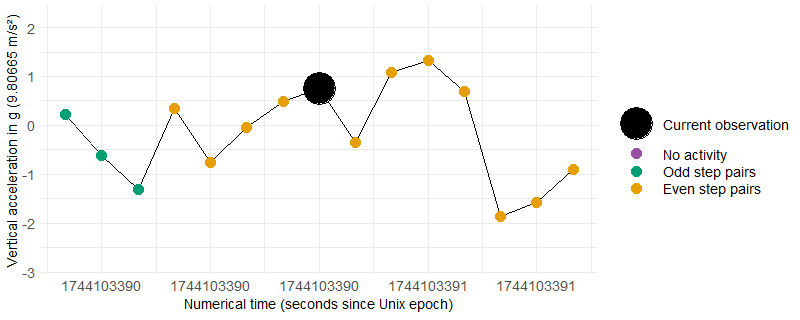 Vertical acceleration in g (9.80665 m/s²)
2
1
0
-1
-2
-3
1744103390 1744103390 1744103390 1744103391 1744103391
Numerical time (seconds since Unix epoch)
Current observation
No activity
Odd step pairs
Even step pairs